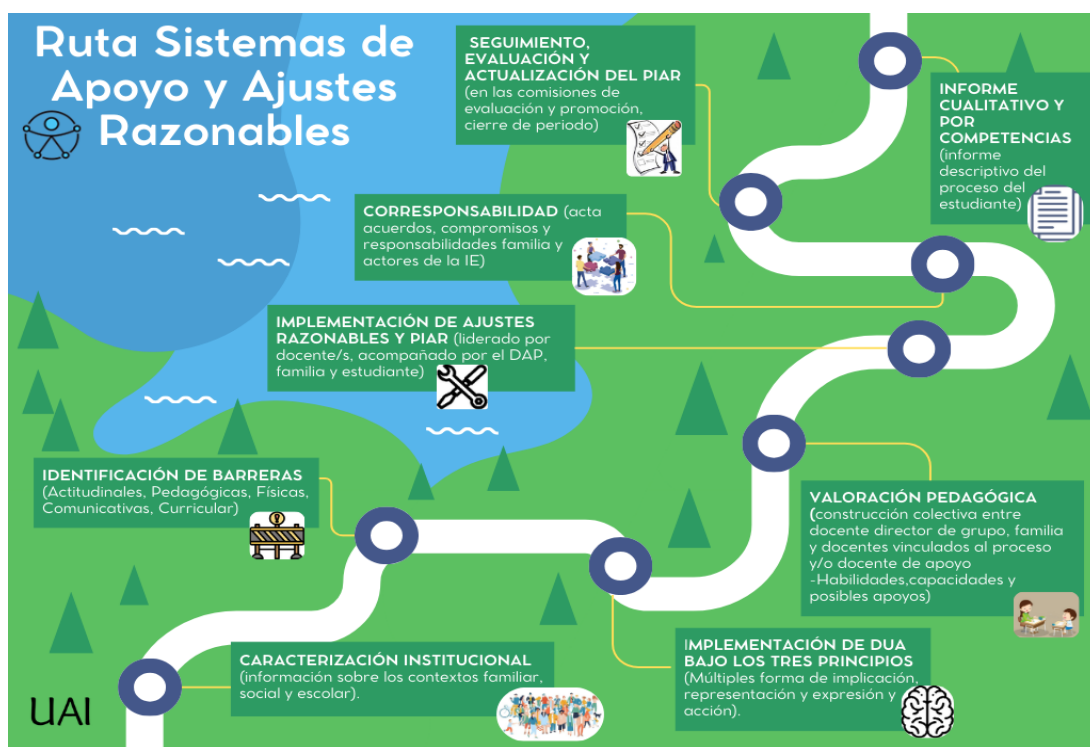 Ruta Sistemas de
Apoyo y Ajustes
Razonables
SEGUIMIENTO,
EVALUACIÓN Y
ACTUALIZACIÓN DEL PIAR
(en las comisiones de
evaluación y promoción,
cierre de periodo)
INFORME
CUALITATIVO Y
POR
COMPETENCIAS
(informe
descriptivo del
proceso del
estudiante)
CORRESPONSABILIDAD (acta
acuerdos, compromisos y
responsabilidades familia y
actores de la IE)
IMPLEMENTACIÓN DE AJUSTES
RAZONABLES Y PIAR (liderado por
docente/s, acompañado por el DAP,
familia y estudiante)
IDENTIFICACIÓN DE BARRERAS
(Actitudinales, Pedagógicas, Físicas,
Comunicativas, Curricular)
VALORACIÓN PEDAGÓGICA
(construcción colectiva entre
docente director de grupo, familia
y docentes vinculados al proceso
y/o docente de apoyo
-Habilidades,capacidades y
posibles apoyos)
CARACTERIZACIÓN INSTITUCIONAL
(información sobre los contextos familiar,
social y escolar).
IMPLEMENTACIÓN DE DUA
BAJO LOS TRES PRINCIPIOS
(Múltiples forma de implicación,
representación y expresión y
acción).
UAI